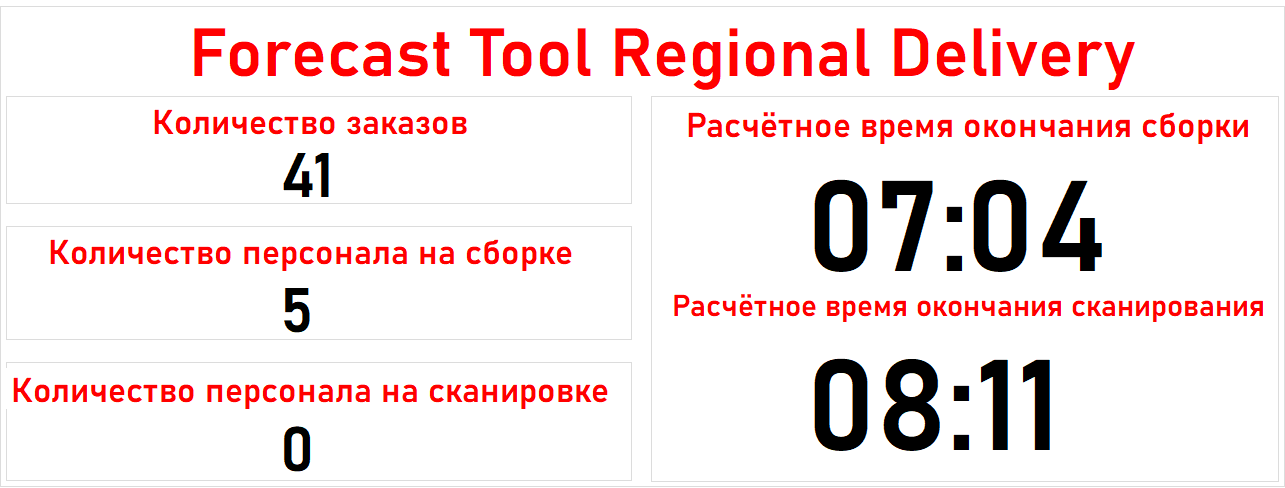 Forecast Tool Regional Delivery
Количество заказов
41
Количество персонала на сборке
5
Количество персонала на сканировке
0
Расчётное время окончания сборки
07:04
Расчётное время окончания сканирования
08:11